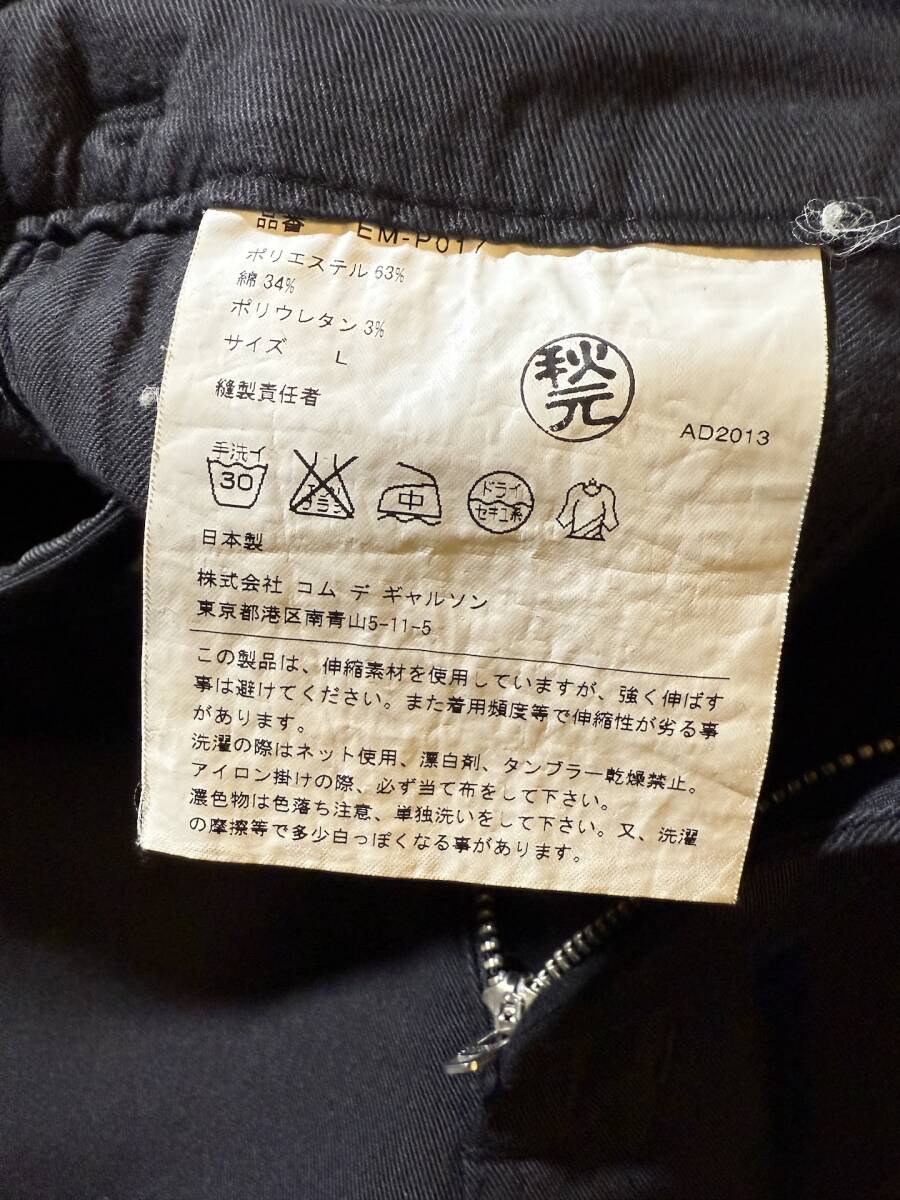 品番 EM-P017
ポリエステル 63%
綿 34%
ポリウレタン 3%
サイズ L
縫製責任者
秋元
AD2013
手洗イ
30
エンソ
サラシ
中
ドライ
セキユ系
日本製
株式会社 コム デ ギャルソン
東京都港区南青山5-11-5
この製品は、伸縮素材を使用していますが、強く伸ばす
事は避けてください。また着用頻度等で伸縮性が劣る事
があります。
洗濯の際はネット使用、漂白剤、タンブラー乾燥禁止。
アイロン掛けの際、必ず当て布をして下さい。
濃色物は色落ち注意、単独洗いをして下さい。又、洗濯
の摩擦等で多少白っぽくなる事があります。